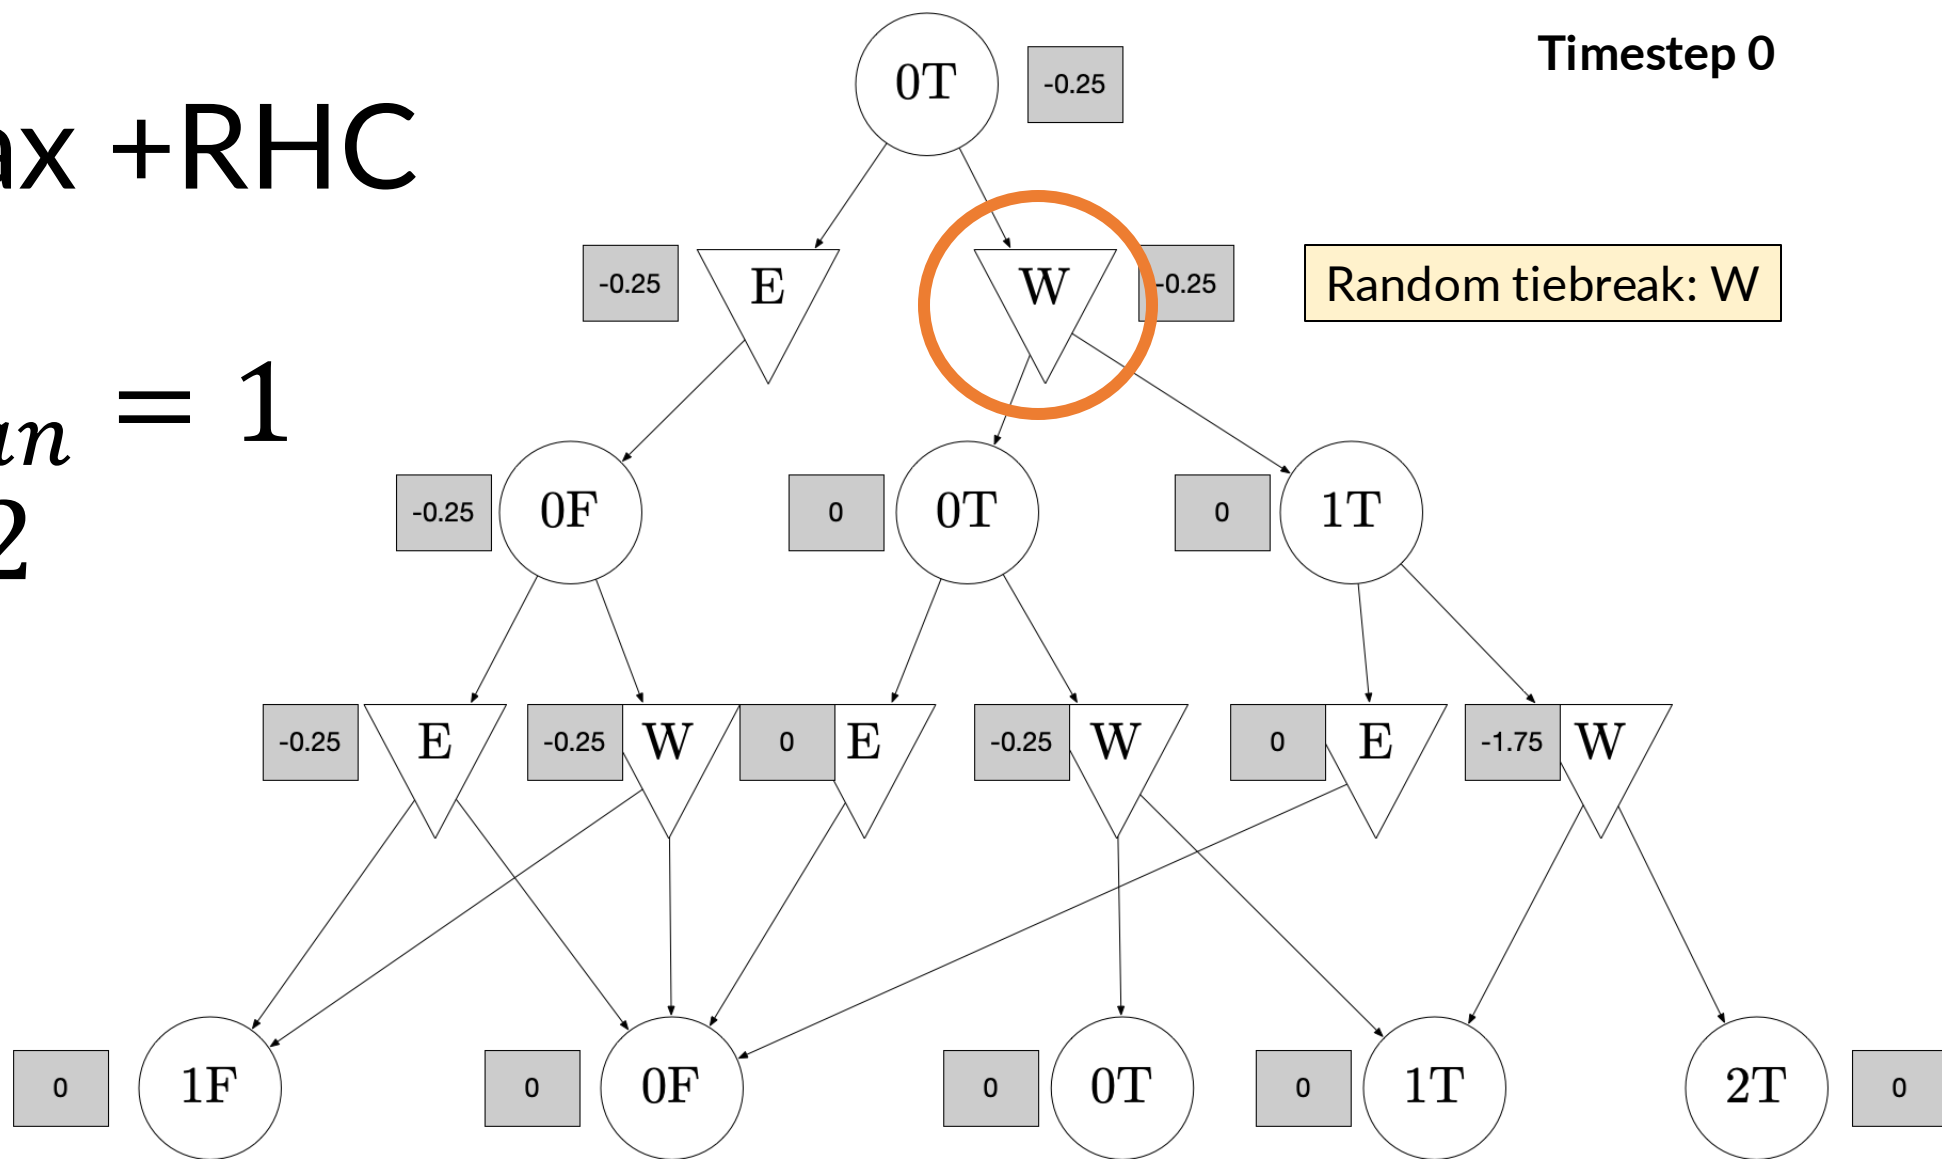 Timestep 0
ax +RHC
an = 1
2
0T -0.25
-0.25 E W -0.25
Random tiebreak: W
-0.25 0F 0 0T 0 1T
-0.25 E -0.25 W 0 E -0.25 W 0 E -1.75 W
0 1F 0 0F 0 0T 0 1T 2T 0